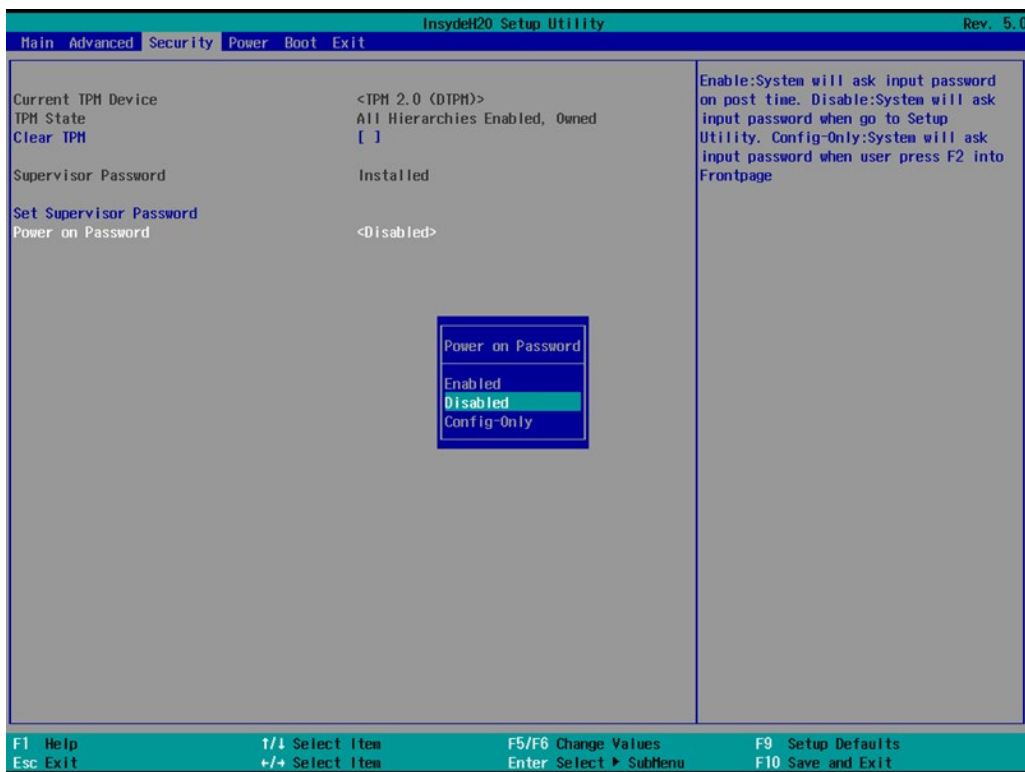 InsydeH20 Setup Utility Rev. 5.0
Main Advanced Security Power Boot Exit
Current TPM Device <TPM 2.0 (DTPM)>
TPM State All Hierarchies Enabled, Owned
Clear TPM [ ]
Supervisor Password Installed
Set Supervisor Password
Power on Password <Disabled>
Enable:System will ask input password
on post time. Disable:System will ask
input password when go to Setup
Utility. Config-Only:System will ask
input password when user press F2 into
Frontpage
Power on Password
Enabled
Disabled
Config-Only
F1 Help ↑/↓ Select Item F5/F6 Change Values F9 Setup Defaults
Esc Exit ←/→ Select Item Enter Select ▶ SubMenu F10 Save and Exit